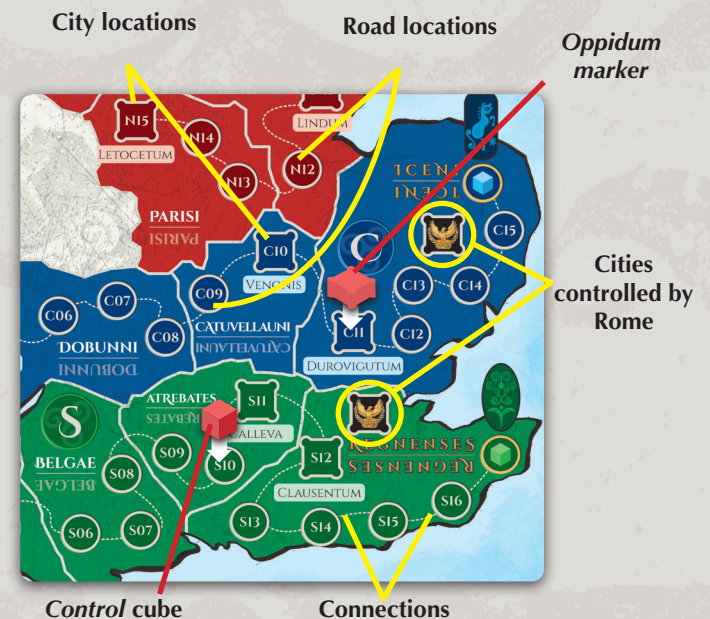 City locations
Road locations
Oppidum
marker
N15
LETOCETUM
N14
N13
LINDUM
N12
PARISI
PARISI
ICENI
ICENI
C10
VENONIS
C
C15
C09
C13
C14
C07
C06
C08
DOBUNNI
DOBUNNI
CATUVELLAUNI
CATUVELLAUNI
C11
C12
DUROVIGUTUM
Cities
controlled by
Rome
ATREBATES
REBATES
S11
CALLEVA
S
REGNENSES
REGNENSES
BELGAE
BELGAE
S09
S10
S08
S12
CLAUSENTUM
S16
S06
S07
S13
S14
S15
Control cube
Connections